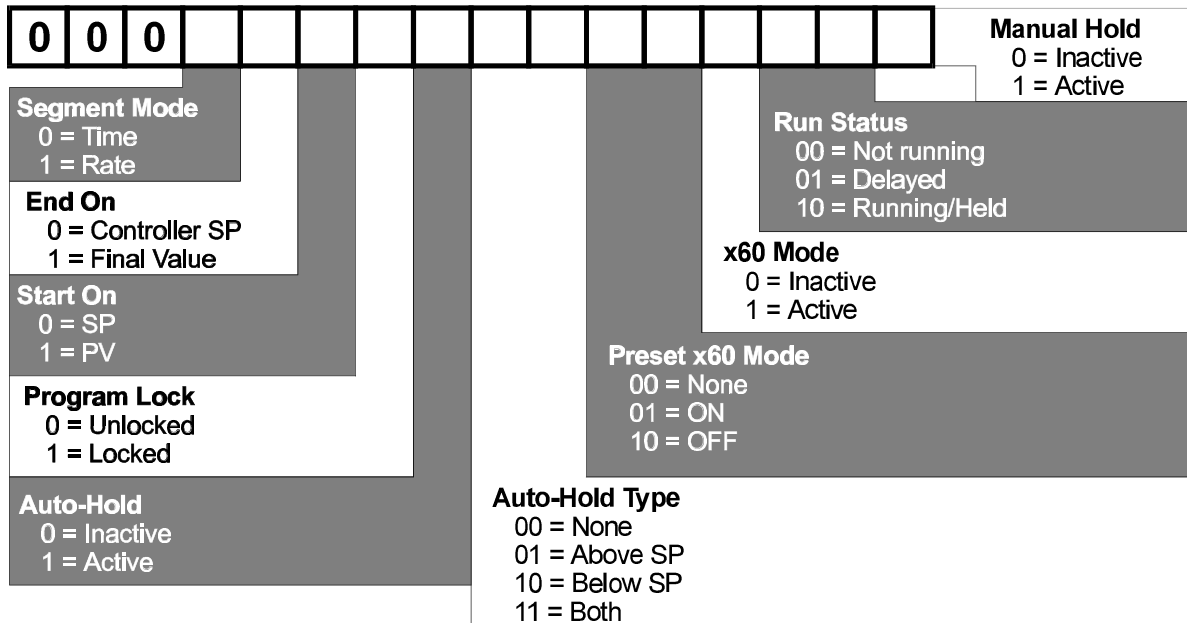 0 0 0
Manual Hold
0 = Inactive
1 = Active
Segment Mode
0 = Time
1 = Rate
Run Status
00 = Not running
01 = Delayed
10 = Running/Held
End On
0 = Controller SP
1 = Final Value
x60 Mode
0 = Inactive
1 = Active
Start On
0 = SP
1 = PV
Preset x60 Mode
00 = None
01 = ON
10 = OFF
Program Lock
0 = Unlocked
1 = Locked
Auto-Hold
0 = Inactive
1 = Active
Auto-Hold Type
00 = None
01 = Above SP
10 = Below SP
11 = Both